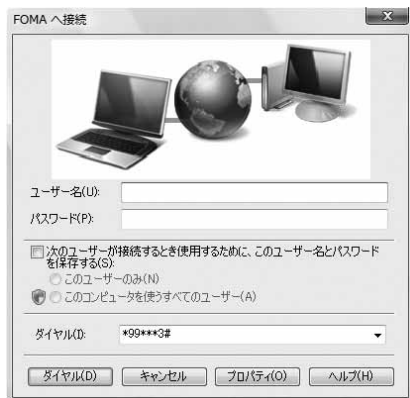 FOMA へ接続
ユーザー名(U):
パスワード(P):
次のユーザーが接続するとき使用するために、このユーザー名とパスワード
を保存する(S):
このユーザーのみ(N)
このコンピュータを使うすべてのユーザー(A)
ダイヤル(I):
*99***3#
ダイヤル(D) キャンセル プロパティ(O) ヘルプ(H)